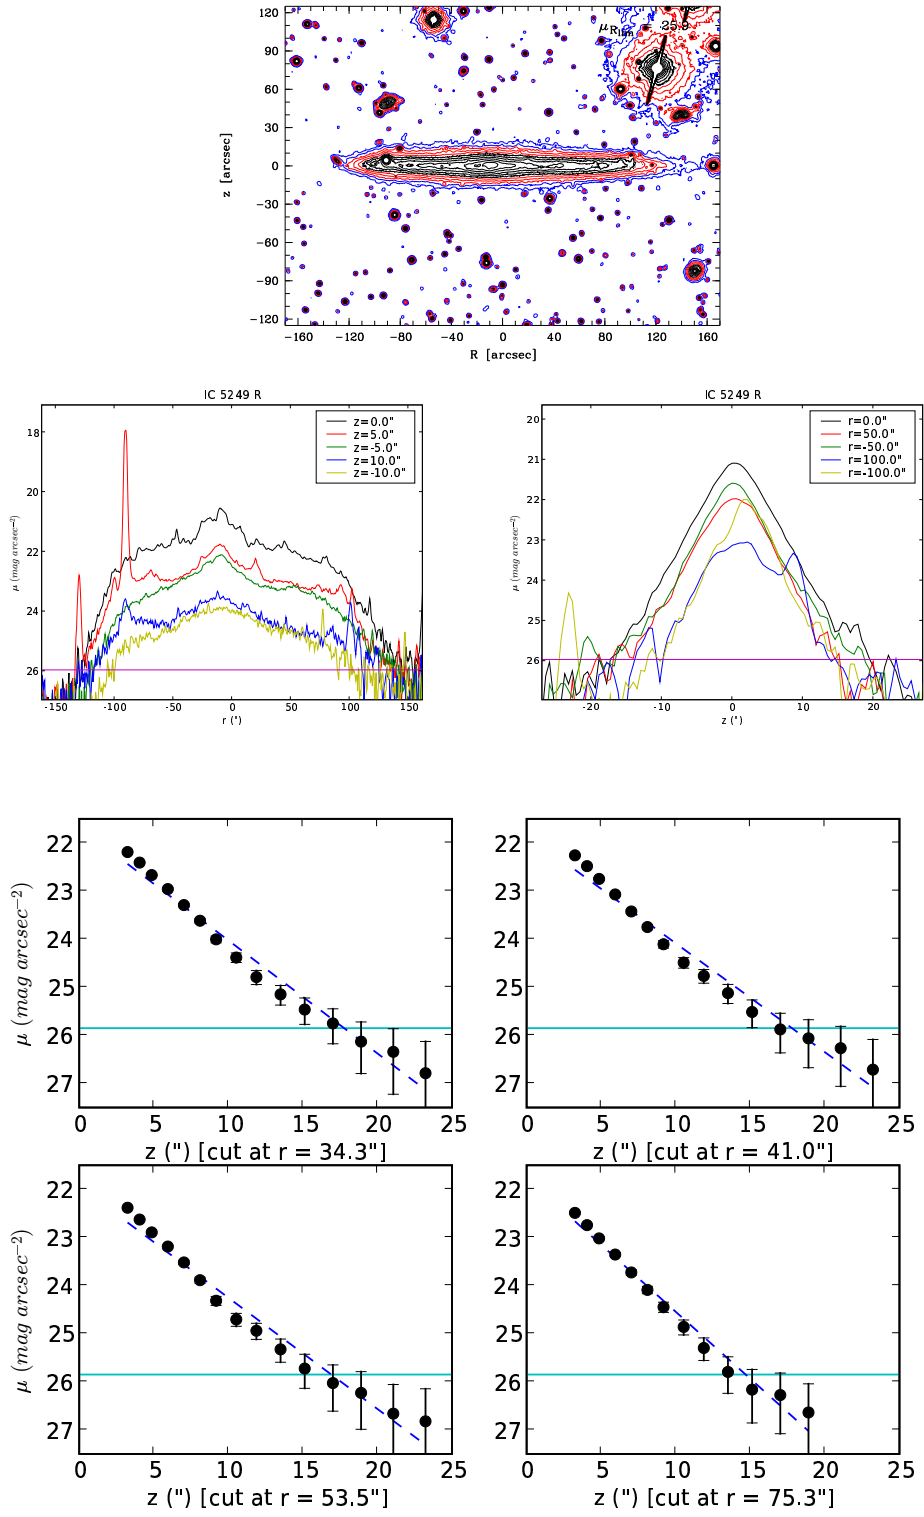 μRlim = 25.9
z [arcsec]
120
90
60
30
0
−30
−60
−90
−120
−160 −120 −80 −40 0 40 80 120 160
R [arcsec]
IC 5249 R
z=0.0"
z=5.0"
z=-5.0"
z=10.0"
z=-10.0"
μ (mag arcsec−2)
18
20
22
24
26
-150 -100 -50 0 50 100 150
r (")
IC 5249 R
r=0.0"
r=50.0"
r=-50.0"
r=100.0"
r=-100.0"
μ (mag arcsec−2)
20
21
22
23
24
25
26
-20 -10 0 10 20
z (")
μ (mag arcsec−2)
22
23
24
25
26
27
0 5 10 15 20 25
z (") [cut at r = 34.3"]
22
23
24
25
26
27
0 5 10 15 20 25
z (") [cut at r = 41.0"]
μ (mag arcsec−2)
22
23
24
25
26
27
0 5 10 15 20 25
z (") [cut at r = 53.5"]
22
23
24
25
26
27
0 5 10 15 20 25
z (") [cut at r = 75.3"]